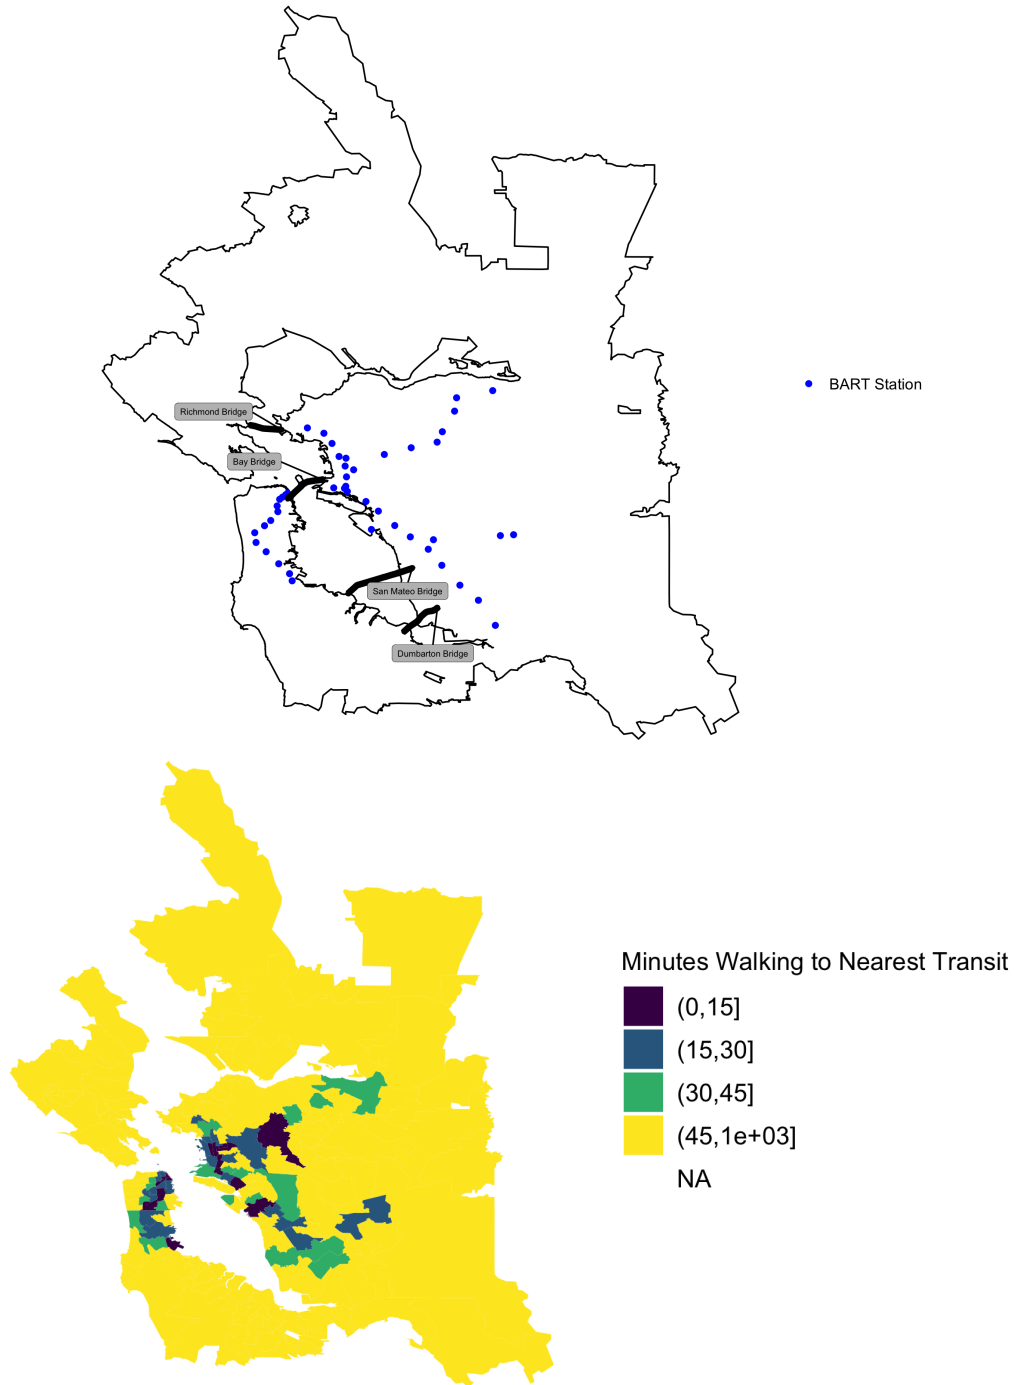 BART Station
Richmond Bridge
Bay Bridge
San Mateo Bridge
Dumbarton Bridge
Minutes Walking to Nearest Transit
(0,15]
(15,30]
(30,45]
(45,1e+03]
NA